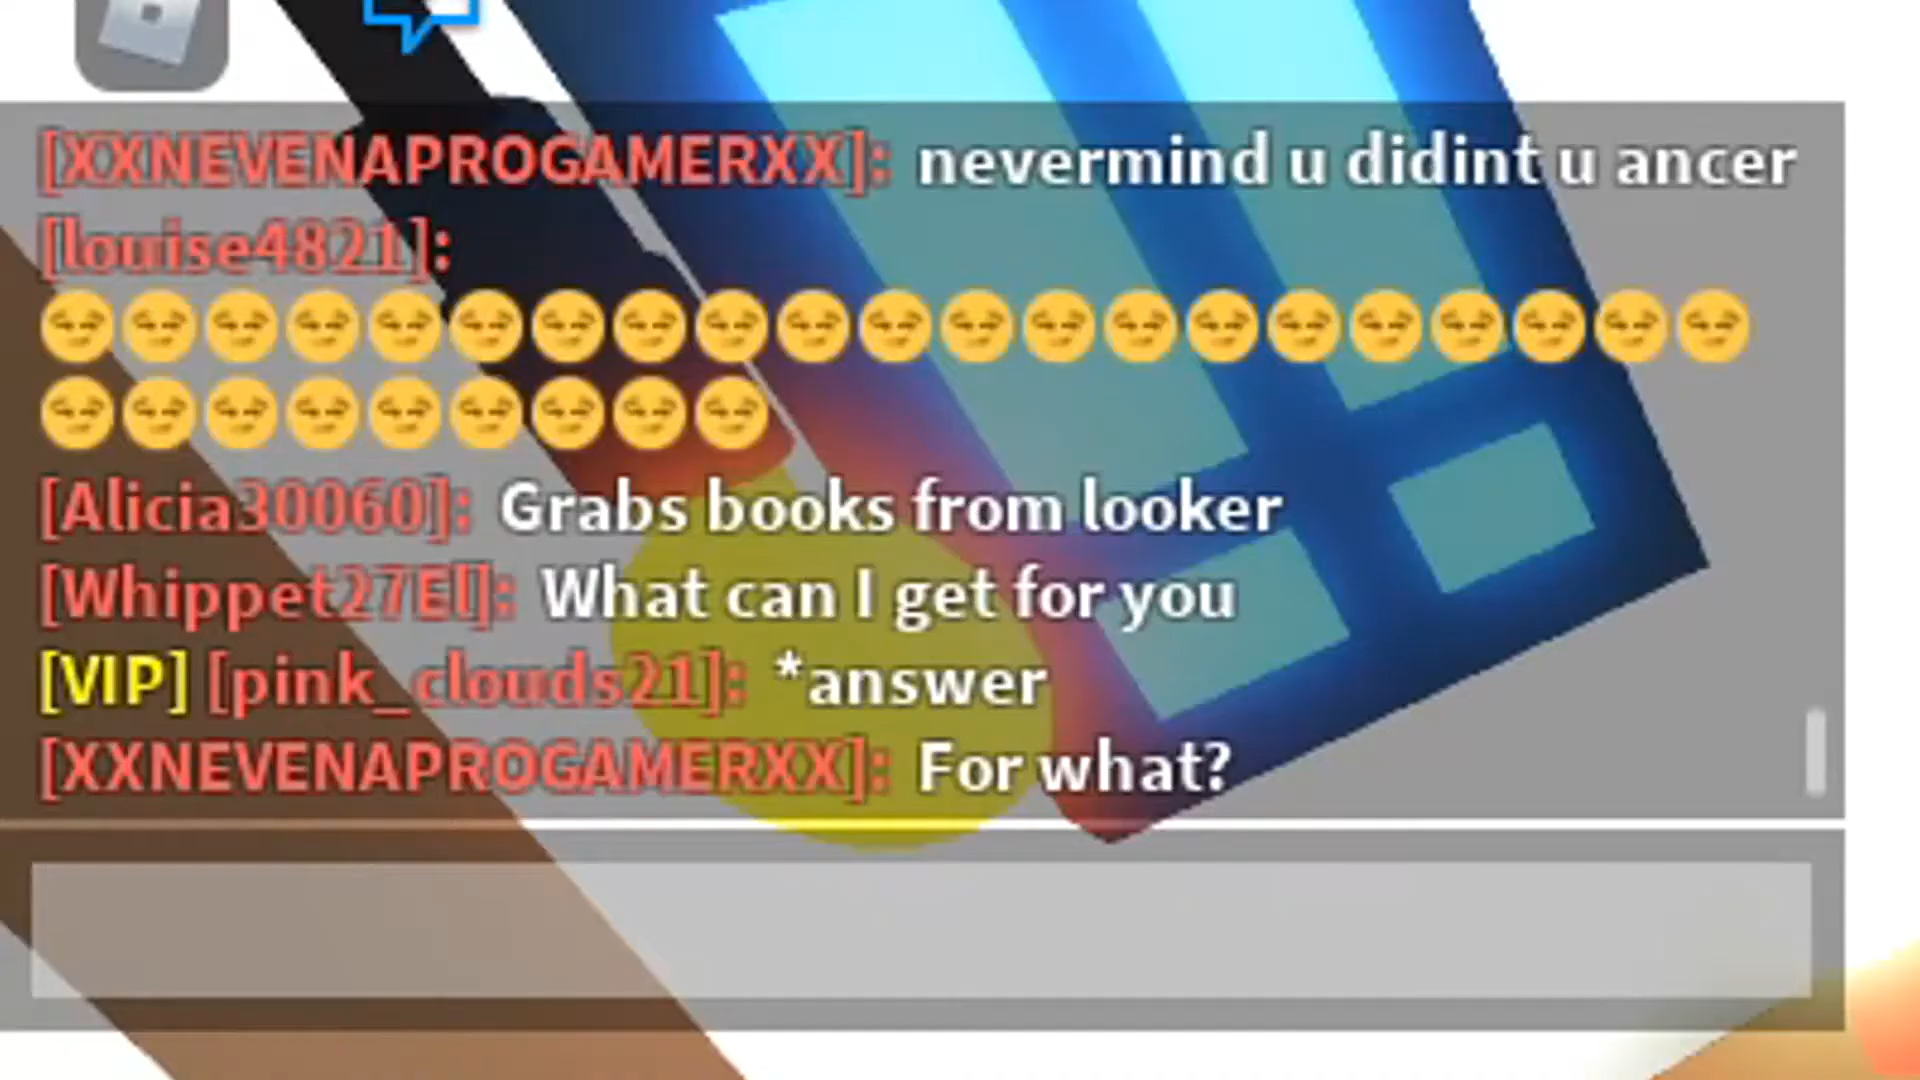 [XXNEVENAPROGAMERXX]: nevermind u didint u ancer
[louise4821]:
😏😏😏😏😏😏😏😏😏😏😏😏😏😏😏😏😏😏😏😏😏
😏😏😏😏😏😏😏😏😏
[Alicia30060]: Grabs books from looker
[Whippet27El]: What can I get for you
[VIP] [pink_clouds21]: *answer
[XXNEVENAPROGAMERXX]: For what?